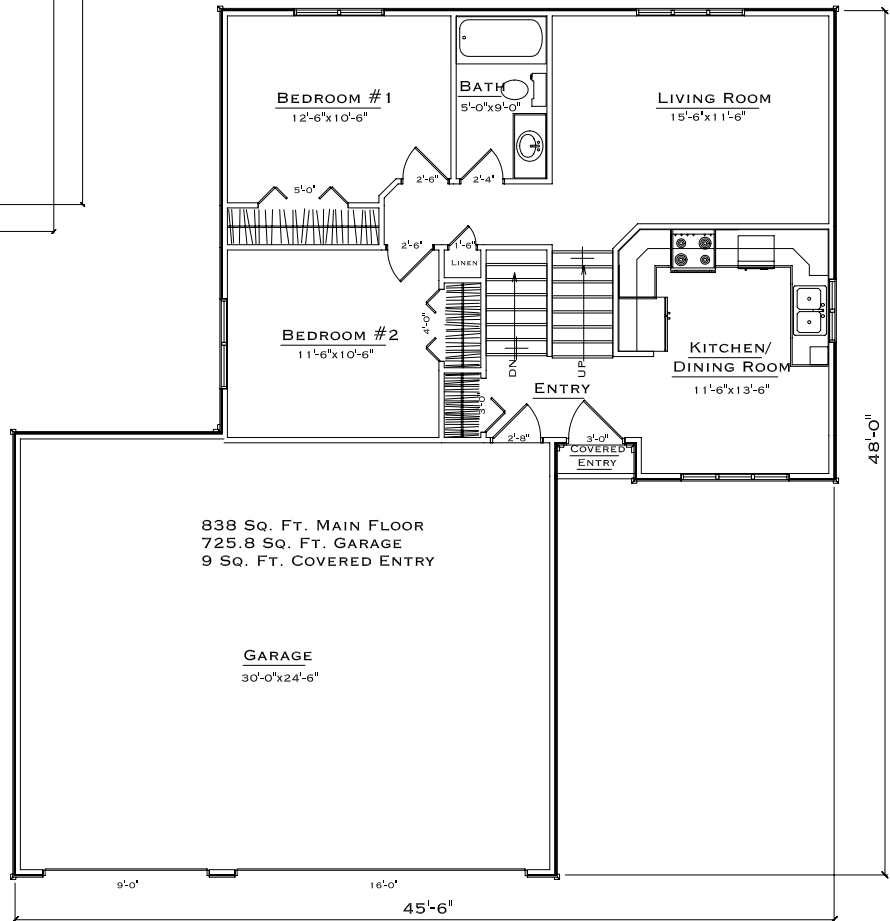 BEDROOM #1
12'-6"x10'-6"
BATH
5'-0"x9'-0"
LIVING ROOM
15'-6"x11'-6"
2'-6"
2'-4"
5'-0"
2'-6"
1'-6"
LINEN
BEDROOM #2
11'-6"x10'-6"
4'-0"
DN
UP
KITCHEN/
DINING ROOM
11'-6"x13'-6"
ENTRY
3'-0"
2'-8"
3'-0"
COVERED
ENTRY
48'-0"
838 SQ. FT. MAIN FLOOR
725.8 SQ. FT. GARAGE
9 SQ. FT. COVERED ENTRY
GARAGE
30'-0"x24'-6"
9'-0"
16'-0"
45'-6"